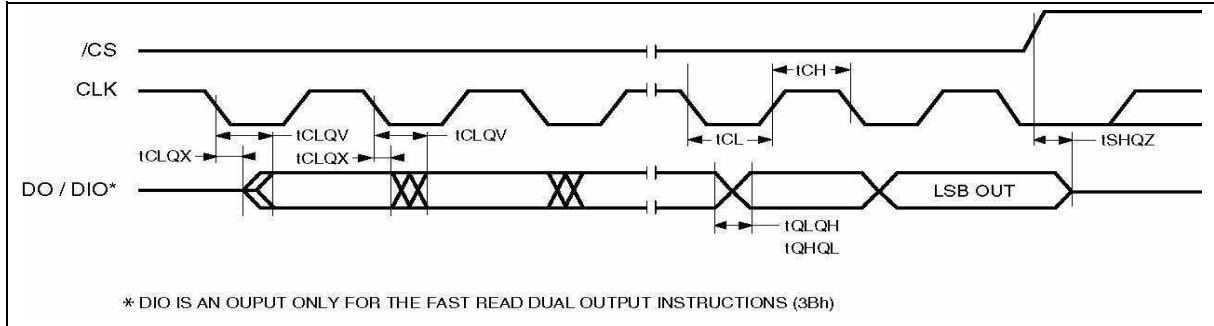 /CS
tCH
CLK
tCLQV
tCLQV
tCL
tSHQZ
tCLQX
tCLQX
DO / DIO*
LSB OUT
tQLQH
tQHQL
* DIO IS AN OUPUT ONLY FOR THE FAST READ DUAL OUTPUT INSTRUCTIONS (3Bh)